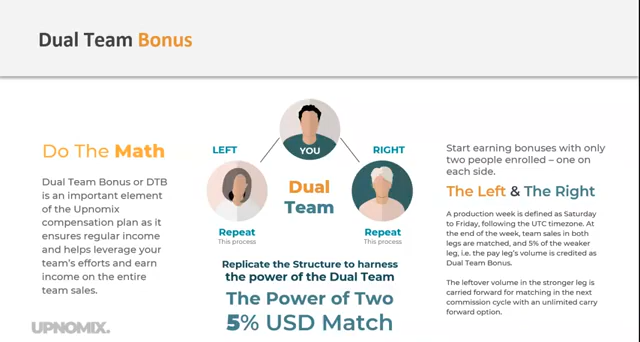 Dual Team Bonus
Do The Math
Dual Team Bonus or DTB
is an important element
of the Upnomix
compensation plan as it
ensures regular income
and helps leverage your
team's efforts and earn
income on the entire
team sales.
UPNOMIX.
LEFT
YOU
RIGHT
Dual
Team
Repeat
This process
Repeat
This process
Replicate the Structure to harness
the power of the Dual Team
The Power of Two
5% USD Match
Start earning bonuses with only
two people enrolled – one on
each side.
The Left & The Right
A production week is defined as Saturday
to Friday, following the UTC timezone. At
the end of the week, team sales in both
legs are matched, and 5% of the weaker
leg, i.e. the pay leg's volume is credited as
Dual Team Bonus.
The leftover volume in the stronger leg is
carried forward for matching in the next
commission cycle with an unlimited carry
forward option.